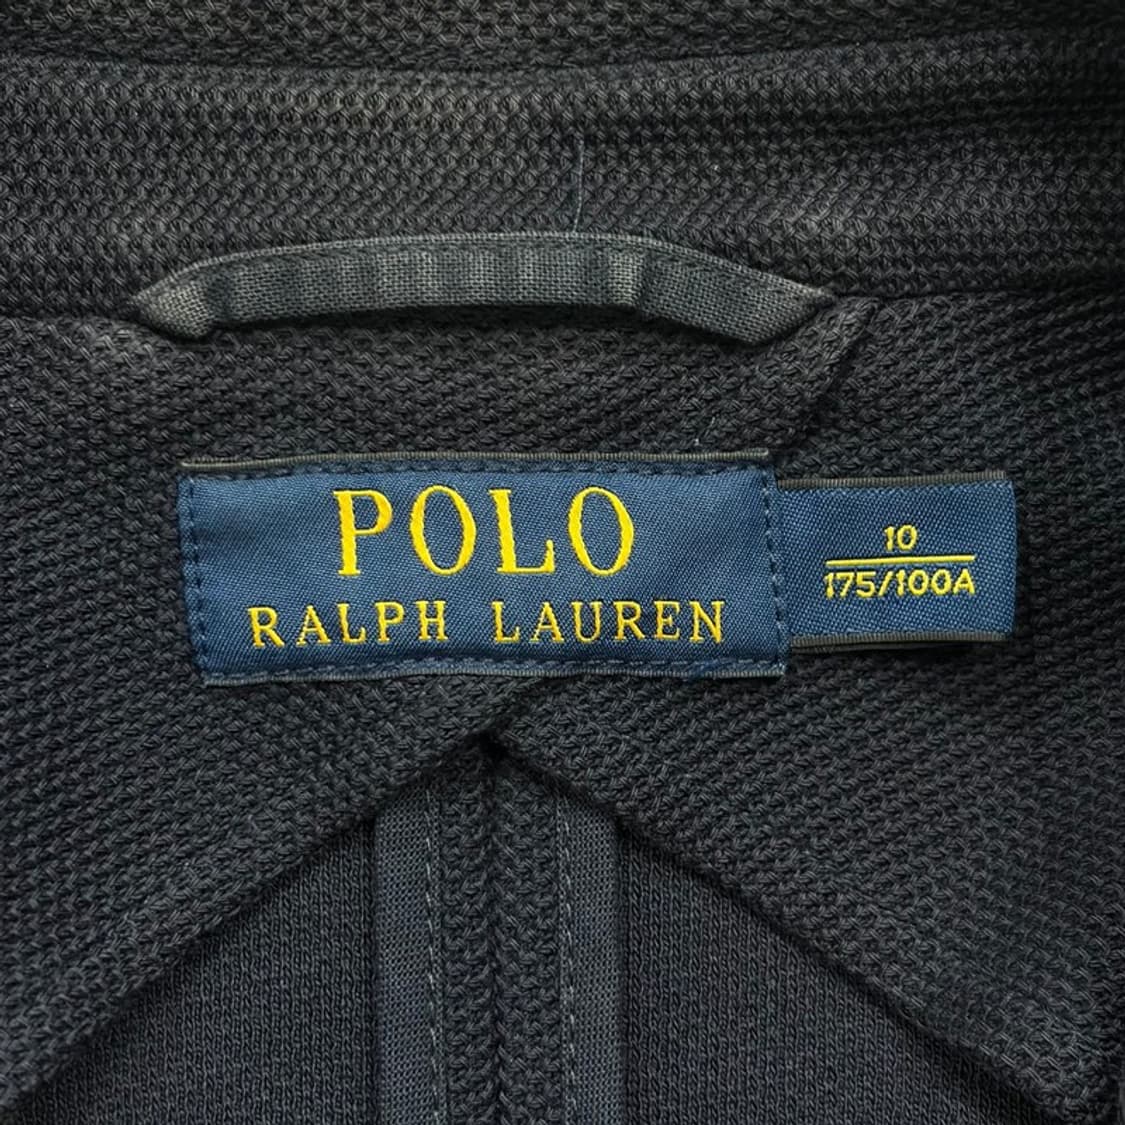 POLO
RALPH LAUREN
10
175/100A